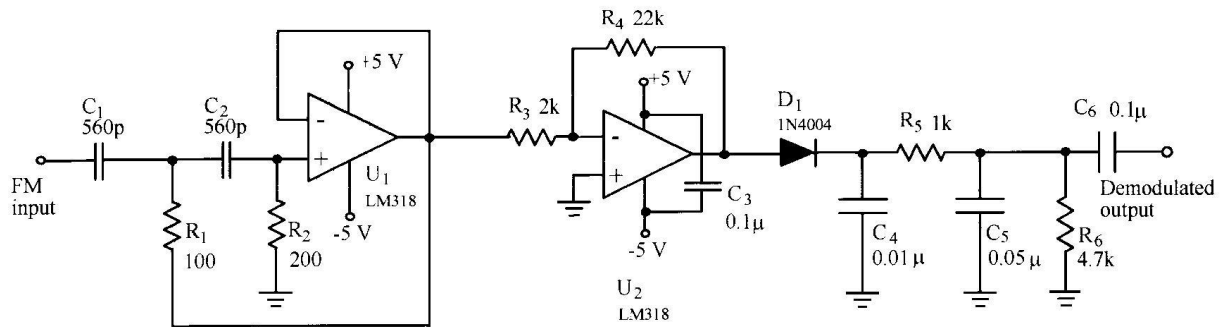 R4 22k
+5 V
+5 V
D1
1N4004
C1
560p
C2
560p
R3 2k
R5 1k
C6 0.1μ
-
+
-
+
U1
LM318
FM
input
Demodulated
output
C3
0.1μ
R1
100
R2
200
-5 V
-5 V
C4
0.01 μ
C5
0.05 μ
R6
4.7k
U2
LM318